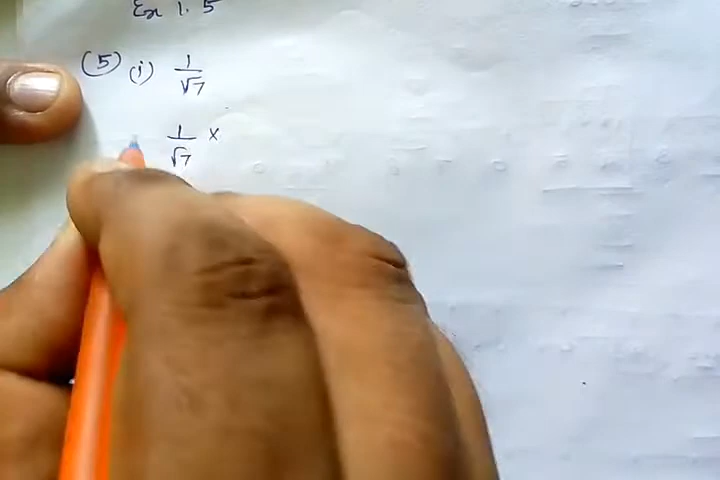 Ex 1.5
(5) (i) 1/√7
1/√7 ×